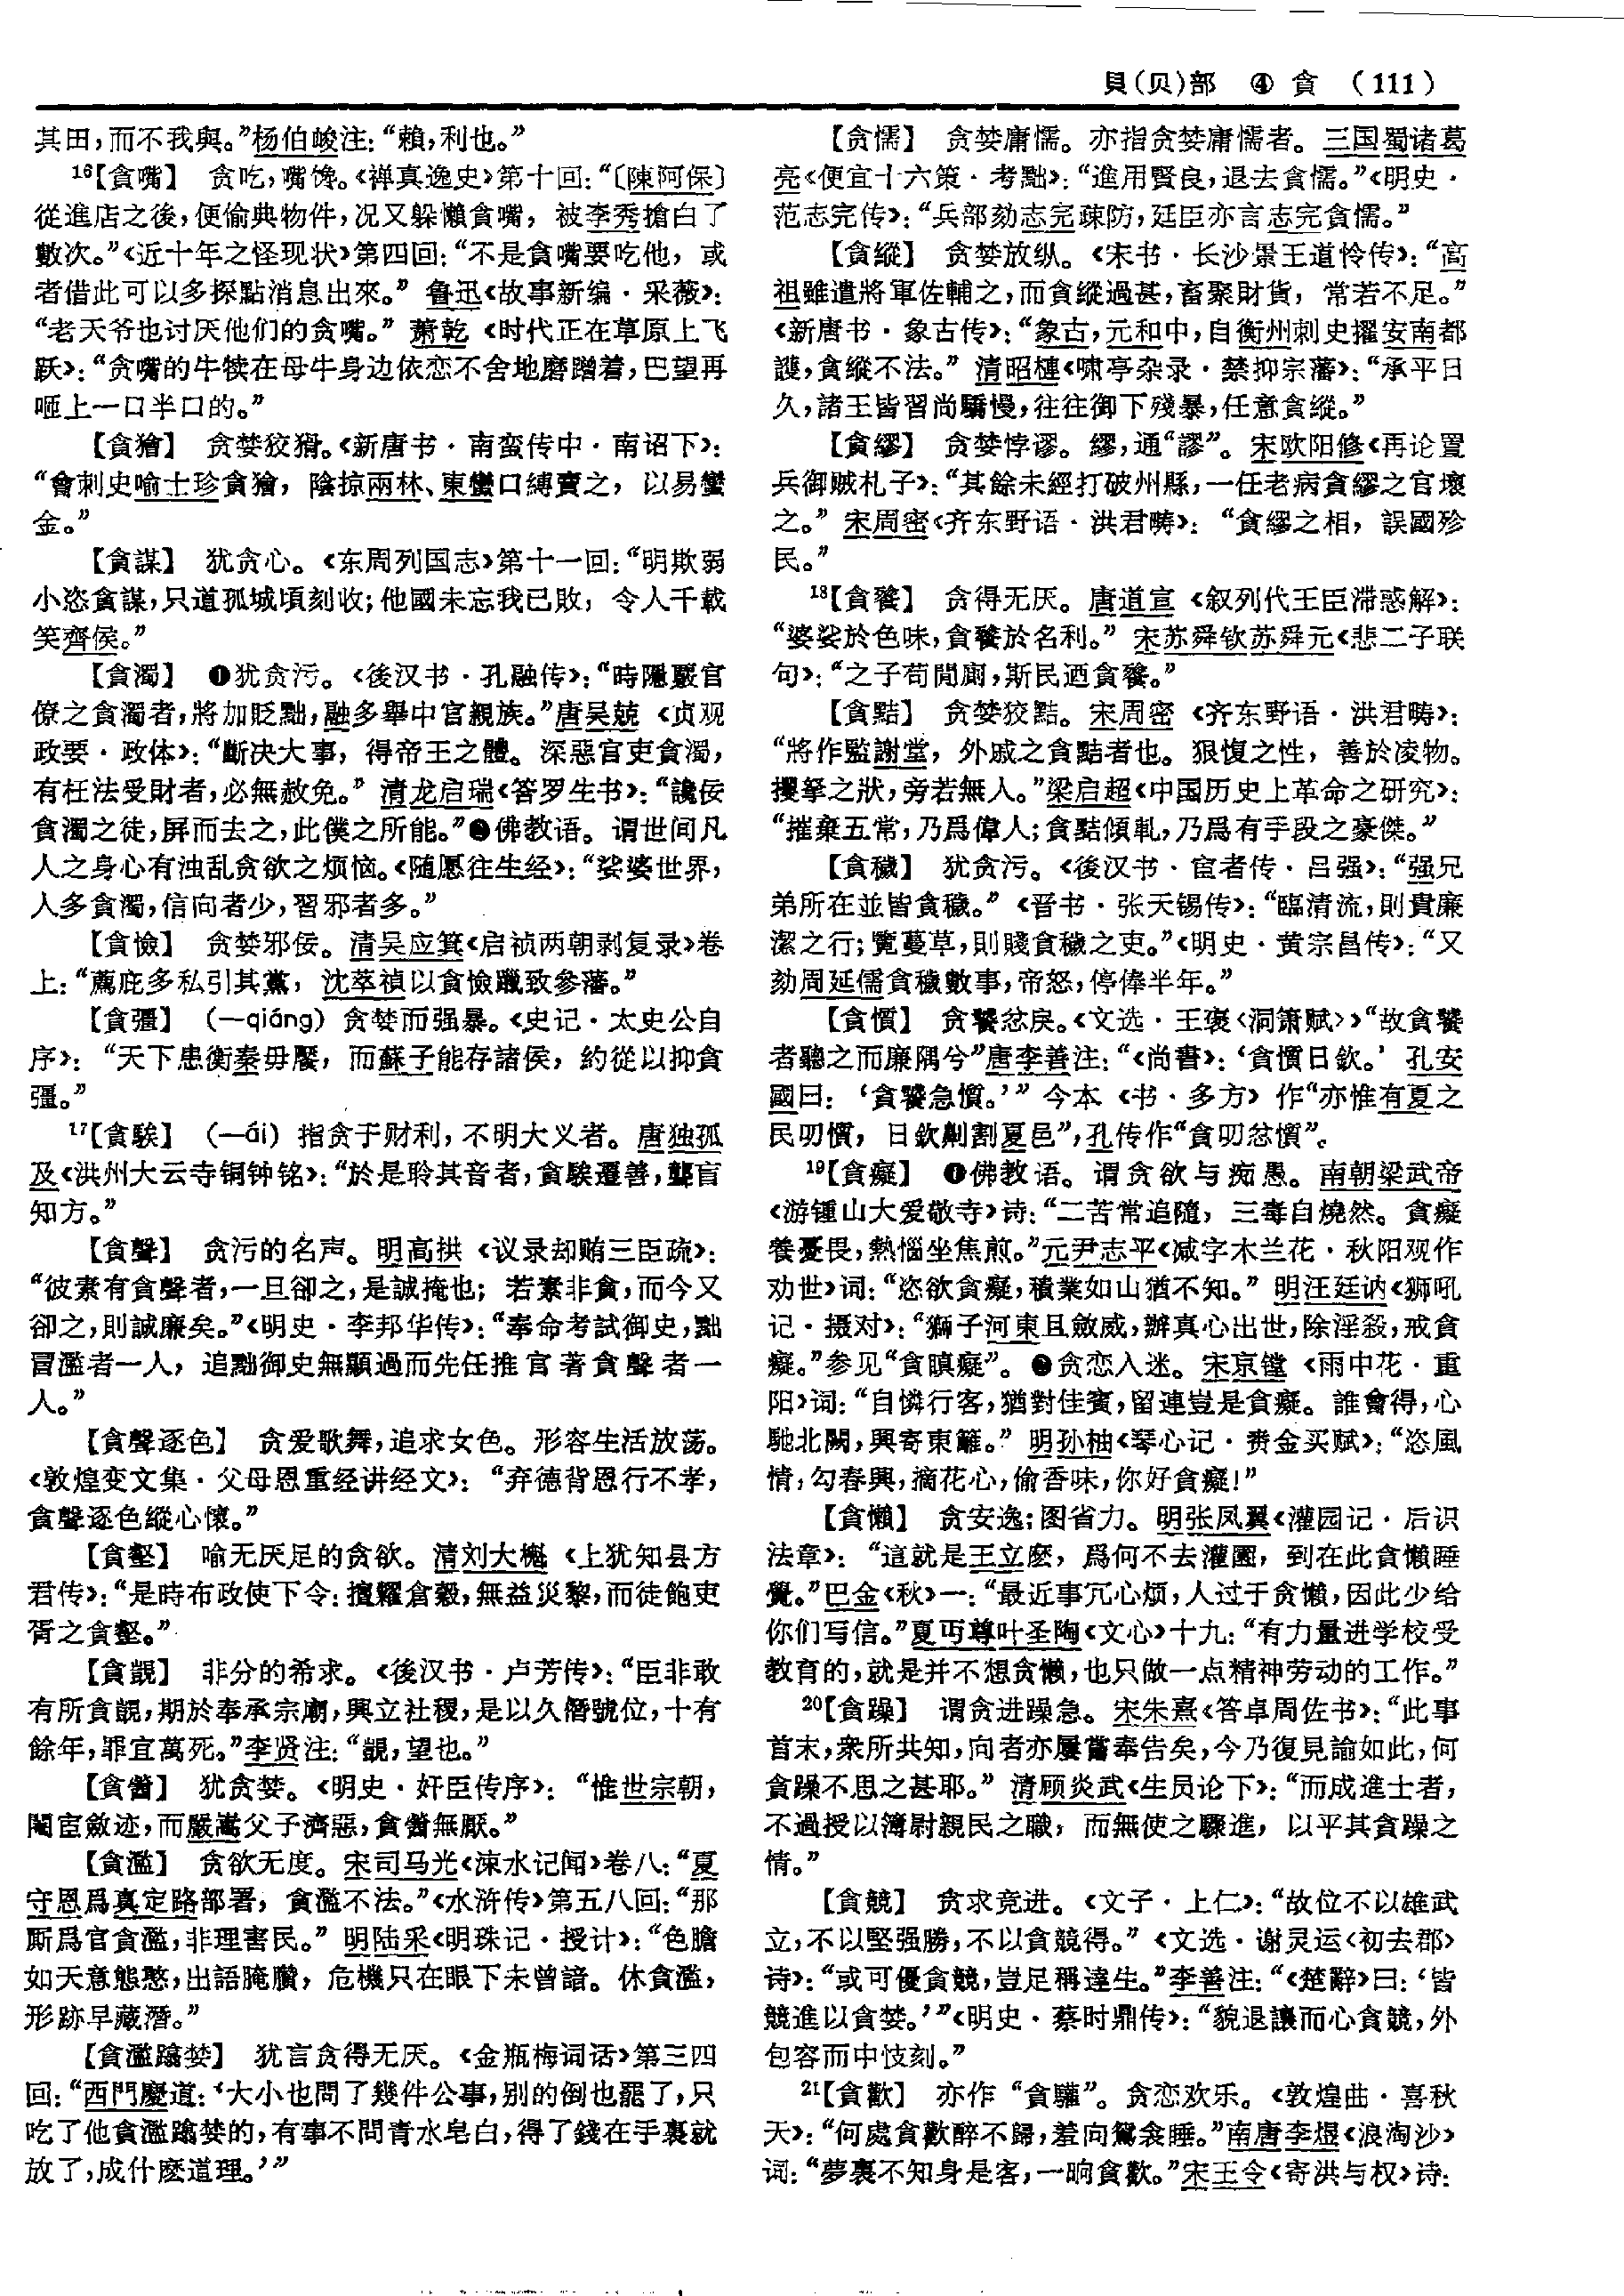 貝(贝)部 ④ 貪 (111)
其田,而不我與。”杨伯峻注:“賴,利也。”
16【貪嘴】 贪吃,嘴馋。《禅真逸史》第十回:“〔陳阿保〕
從進店之後,便偷典物件,况又躲懶貪嘴,被李秀搶白了
數次。”《近十年之怪现状》第四回:“不是貪嘴要吃他,或
者借此可以多探點消息出來。”鲁迅《故事新编·采薇》:
“老天爷也讨厌他们的贪嘴。”萧乾《时代正在草原上飞
跃》:“贪嘴的牛犊在母牛身边依恋不舍地磨蹭着,巴望再
咂上一口半口的。”
【貪獪】 贪婪狡猾。《新唐书·南蛮传中·南诏下》:
“會刺史喻士珍貪獪,陰掠兩林、東蠻口縛賣之,以易蠻
金。”
【貪謀】 犹贪心。《东周列国志》第十一回:“明欺弱
小恣貪謀,只道孤城頃刻收;他國未忘我已敗,令人千載
笑齊侯。”
【貪濁】 ❶犹贪污。《後汉书·孔融传》:“時隱覈官
僚之貪濁者,將加貶黜,融多舉中官親族。”唐吴兢《贞观
政要·政体》:“斷决大事,得帝王之體。深惡官吏貪濁,
有枉法受財者,必無赦免。”清龙启瑞《答罗生书》:“讒佞
貪濁之徒,屏而去之,此僕之所能。”❷佛教语。谓世间凡
人之身心有浊乱贪欲之烦恼。《随愿往生经》:“娑婆世界,
人多貪濁,信向者少,習邪者多。”
【貪憸】 贪婪邪佞。清吴应箕《启祯两朝剥复录》卷
上:“薦庇多私引其黨,沈萃禎以貪憸躐致參藩。”
【貪彊】 (—qiáng)贪婪而强暴。《史记·太史公自
序》:“天下患衡秦毋饜,而蘇子能存諸侯,約從以抑貪
彊。”
17【貪騃】 (—ái)指贪于财利,不明大义者。唐独孤
及《洪州大云寺铜钟铭》:“於是聆其音者,貪騃遷善,聾盲
知方。”
【貪聲】 贪污的名声。明高拱《议录却贿三臣疏》:
“彼素有貪聲者,一旦卻之,是誠掩也;若素非貪,而今又
卻之,則誠廉矣。”《明史·李邦华传》:“奉命考試御史,黜
冒濫者一人,追黜御史無顯過而先任推官著貪聲者一
人。”
【貪聲逐色】 贪爱歌舞,追求女色。形容生活放荡。
《敦煌变文集·父母恩重经讲经文》:“弃德背恩行不孝,
貪聲逐色縱心懷。”
【貪壑】 喻无厌足的贪欲。清刘大櫆《上犹知县方
君传》:“是時布政使下令:擅糶倉穀,無益災黎,而徒飽吏
胥之貪壑。”
【貪覬】 非分的希求。《後汉书·卢芳传》:“臣非敢
有所貪覬,期於奉承宗廟,興立社稷,是以久僭號位,十有
餘年,罪宜萬死。”李贤注:“覬,望也。”
【貪嗇】 犹贪婪。《明史·奸臣传序》:“惟世宗朝,
閹宦斂迹,而嚴嵩父子濟惡,貪嗇無厭。”
【貪濫】 贪欲无度。宋司马光《涑水记闻》卷八:“夏
守恩爲真定路部署,貪濫不法。”《水浒传》第五八回:“那
厮爲官貪濫,非理害民。”明陆采《明珠记·授计》:“色膽
如天意態憨,出語腌臢,危機只在眼下未曾諳。休貪濫,
形跡早藏潛。”
【貪濫蹹婪】 犹言贪得无厌。《金瓶梅词话》第三四
回:“西門慶道:‘大小也問了幾件公事,别的倒也罷了,只
吃了他貪濫蹹婪的,有事不問青水皂白,得了錢在手裏就
放了,成什麽道理。’”
【貪懦】 贪婪庸懦。亦指贪婪庸懦者。三国蜀诸葛
亮《便宜十六策·考黜》:“進用賢良,退去貪懦。”《明史·
范志完传》:“兵部劾志完疎防,廷臣亦言志完貪懦。”
【貪縱】 贪婪放纵。《宋书·长沙景王道怜传》:“高
祖雖遣將軍佐輔之,而貪縱過甚,畜聚財貨,常若不足。”
《新唐书·象古传》:“象古,元和中,自衡州刺史擢安南都
護,貪縱不法。”清昭槤《啸亭杂录·禁抑宗藩》:“承平日
久,諸王皆習尚驕慢,往往御下殘暴,任意貪縱。”
【貪繆】 贪婪悖谬。繆,通“謬”。宋欧阳修《再论置
兵御贼札子》:“其餘未經打破州縣,一任老病貪繆之官壞
之。”宋周密《齐东野语·洪君畴》:“貪繆之相,誤國殄
民。”
18【貪饕】 贪得无厌。唐道宣《叙列代王臣滞惑解》:
“婆娑於色味,貪饕於名利。”宋苏舜钦苏舜元《悲二子联
句》:“之子苟閒廁,斯民迺貪饕。”
【貪黠】 贪婪狡黠。宋周密《齐东野语·洪君畴》:
“將作監謝堂,外戚之貪黠者也。狠愎之性,善於凌物。
攫拏之狀,旁若無人。”梁启超《中国历史上革命之研究》:
“摧棄五常,乃爲偉人;貪黠傾軋,乃爲有手段之豪傑。”
【貪穢】 犹贪污。《後汉书·宦者传·吕强》:“强兄
弟所在並皆貪穢。”《晋书·张天锡传》:“臨清流,則貴廉
潔之行;覽蔓草,則賤貪穢之吏。”《明史·黄宗昌传》:“又
劾周延儒貪穢數事,帝怒,停俸半年。”
【貪懫】 贪饕忿戾。《文选·王褒〈洞箫赋〉》“故貪饕
者聽之而廉隅兮”唐李善注:“《尚書》:‘貪懫日欽。’孔安
國曰:‘貪饕急懫。’”今本《书·多方》作“亦惟有夏之
民叨懫,日欽劓割夏邑”,孔传作“貪叨忿懫”。
19【貪癡】 ❶佛教语。谓贪欲与痴愚。南朝梁武帝
《游锺山大爱敬寺》诗:“二苦常追隨,三毒自燒然。貪癡
養憂畏,熱惱坐焦煎。”元尹志平《减字木兰花·秋阳观作
劝世》词:“恣欲貪癡,積業如山猶不知。”明汪廷讷《狮吼
记·摄对》:“獅子河東且斂威,辦真心出世,除淫殺,戒貪
癡。”参见“貪瞋癡”。❷贪恋入迷。宋京镗《雨中花·重
阳》词:“自憐行客,猶對佳賓,留連豈是貪癡。誰會得,心
馳北闕,興寄東籬。”明孙柚《琴心记·赉金买赋》:“恣風
情,勾春興,摘花心,偷香味,你好貪癡!”
【貪懶】 贪安逸;图省力。明张凤翼《灌园记·后识
法章》:“這就是王立麽,爲何不去灌園,到在此貪懶睡
覺。”巴金《秋》一:“最近事冗心烦,人过于贪懒,因此少给
你们写信。”夏丏尊叶圣陶《文心》十九:“有力量进学校受
教育的,就是并不想贪懒,也只做一点精神劳动的工作。”
20【貪躁】 谓贪进躁急。宋朱熹《答卓周佐书》:“此事
首末,衆所共知,向者亦屢嘗奉告矣,今乃復見諭如此,何
貪躁不思之甚耶。”清顾炎武《生员论下》:“而成進士者,
不過授以簿尉親民之職,而無使之驟進,以平其貪躁之
情。”
【貪競】 贪求竞进。《文子·上仁》:“故位不以雄武
立,不以堅强勝,不以貪競得。”《文选·谢灵运〈初去郡〉
诗》:“或可優貪競,豈足稱達生。”李善注:“《楚辭》曰:‘皆
競進以貪婪。’”《明史·蔡时鼎传》:“貌退讓而心貪競,外
包容而中忮刻。”
21【貪歡】 亦作“貪驩”。贪恋欢乐。《敦煌曲·喜秋
天》:“何處貪歡醉不歸,羞向鴛衾睡。”南唐李煜《浪淘沙》
词:“夢裏不知身是客,一晌貪歡。”宋王令《寄洪与权》诗: